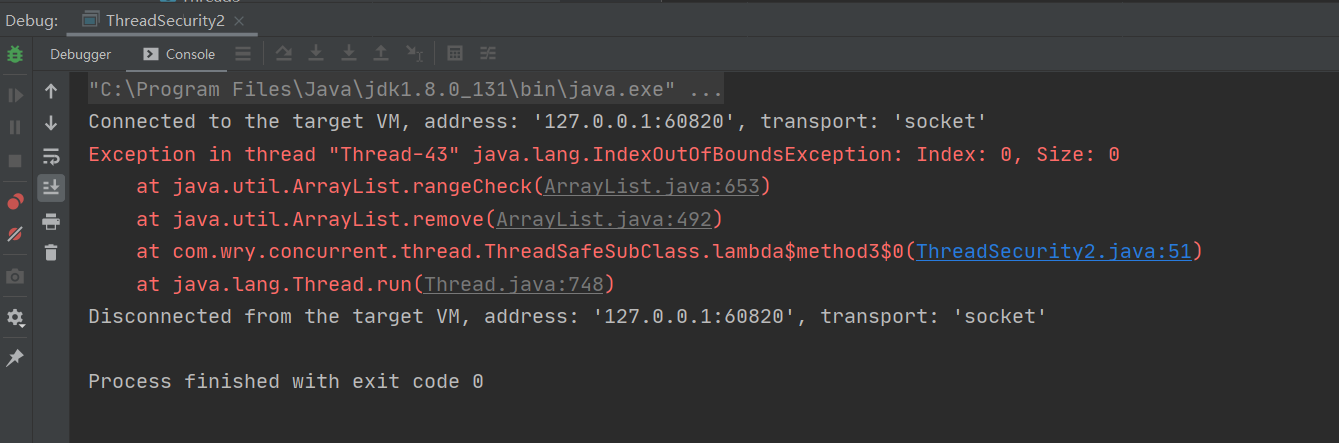 Debug: ThreadSecurity2
Debugger Console
"C:\Program Files\Java\jdk1.8.0_131\bin\java.exe" ...
Connected to the target VM, address: '127.0.0.1:60820', transport: 'socket'
Exception in thread "Thread-43" java.lang.IndexOutOfBoundsException: Index: 0, Size: 0
at java.util.ArrayList.rangeCheck(ArrayList.java:653)
at java.util.ArrayList.remove(ArrayList.java:492)
at com.wry.concurrent.thread.ThreadSafeSubClass.lambda$method3$0(ThreadSecurity2.java:51)
at java.lang.Thread.run(Thread.java:748)
Disconnected from the target VM, address: '127.0.0.1:60820', transport: 'socket'
Process finished with exit code 0